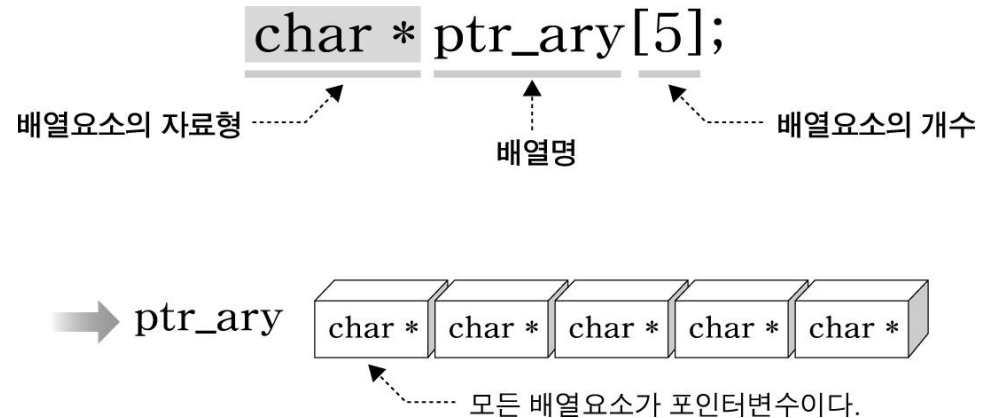 char * ptr_ary[5];
배열요소의 자료형
배열명
배열요소의 개수
ptr_ary
char * char * char * char * char *
모든 배열요소가 포인터변수이다.